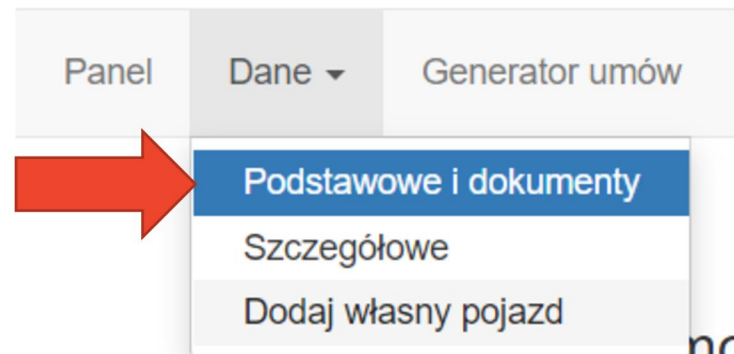 Panel Dane Generator umów
Podstawowe i dokumenty
Szczegółowe
Dodaj własny pojazd